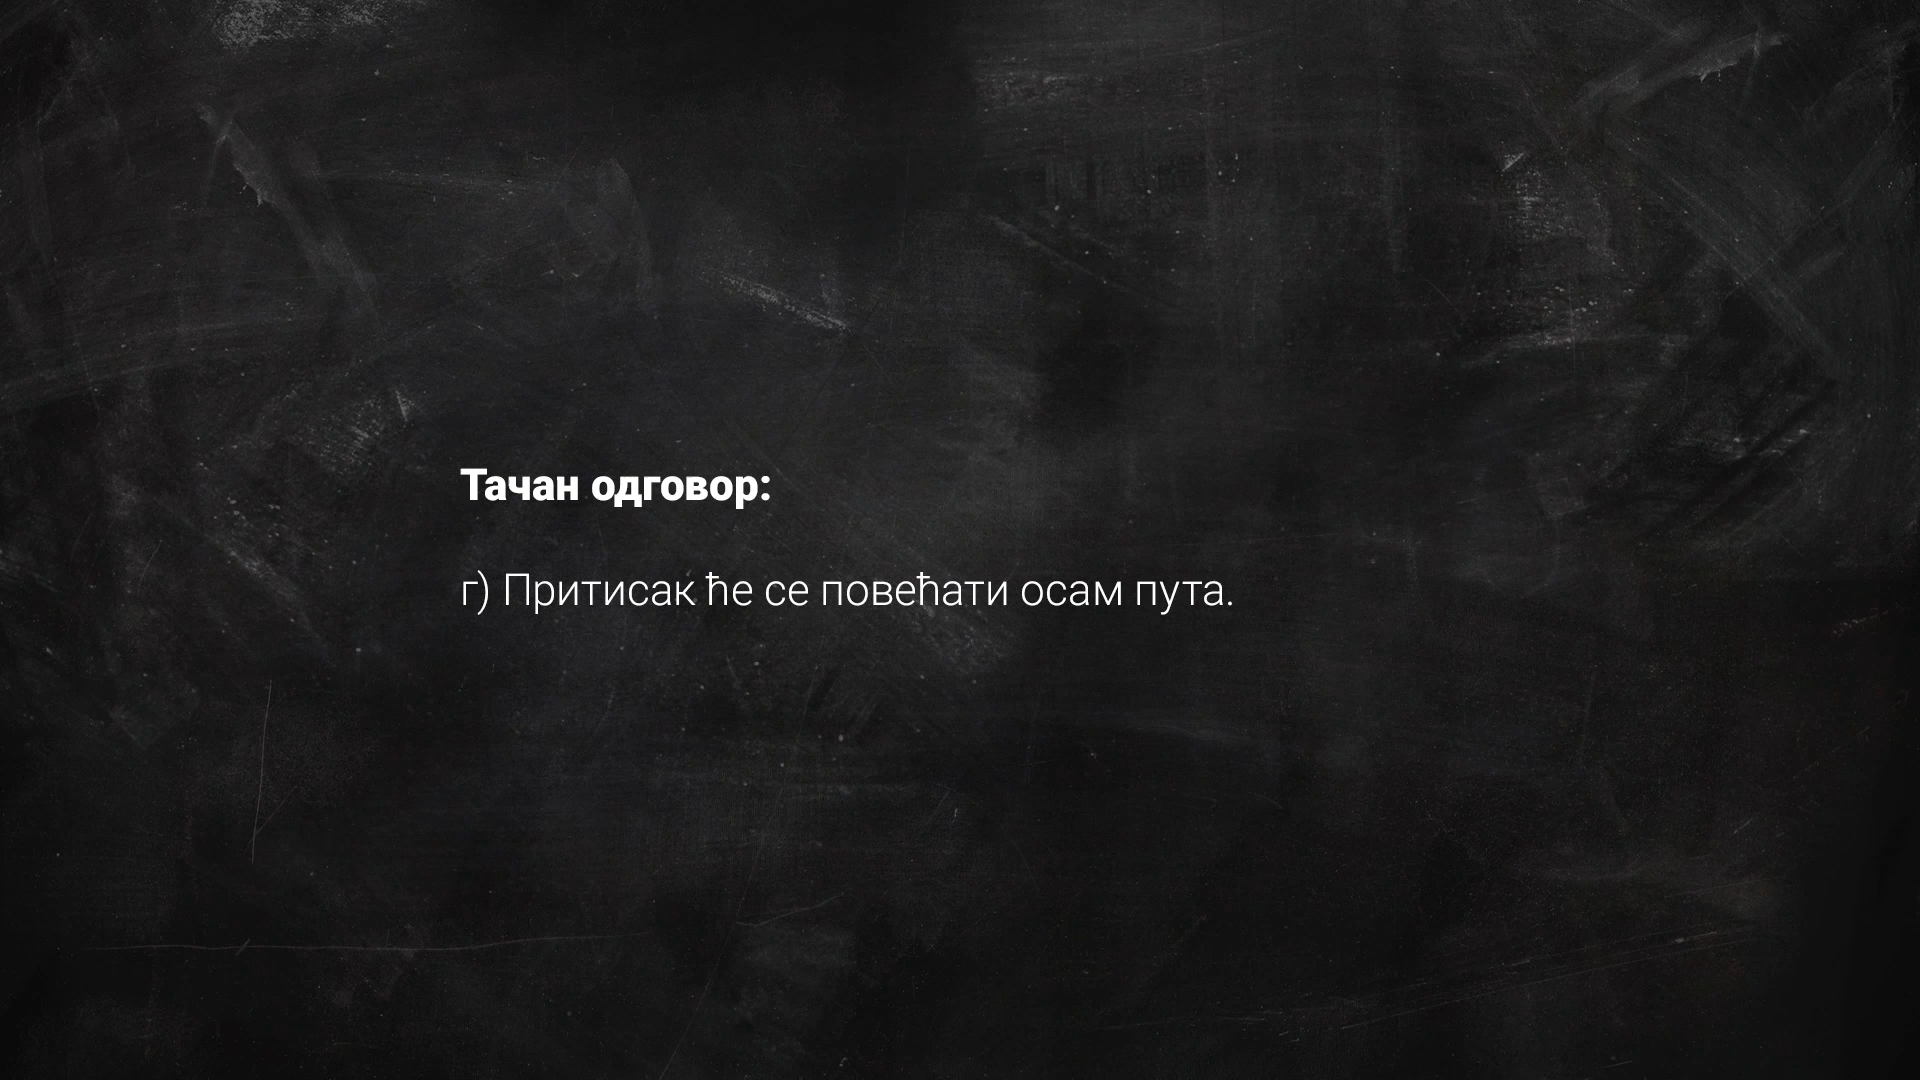 Тачан одговор:
г) Притисак ће се повећати осам пута.